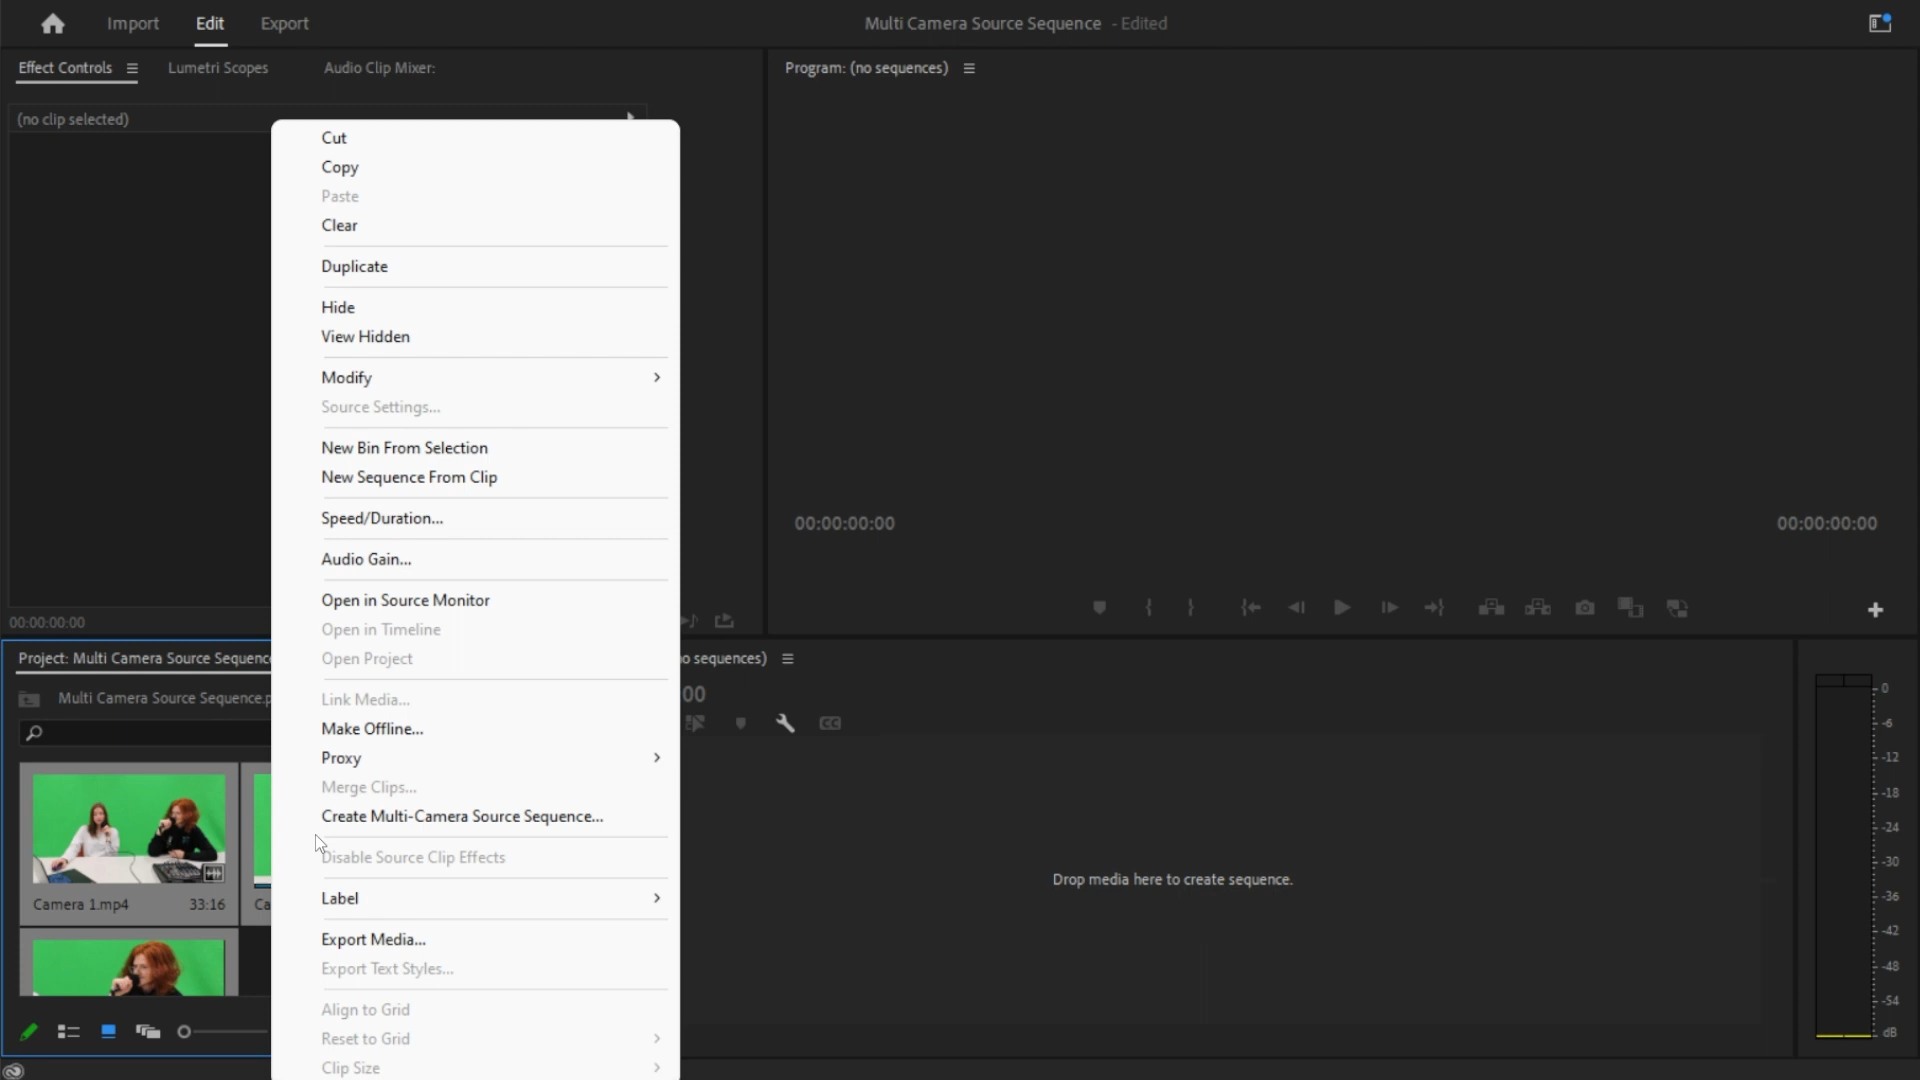 Import Edit Export Multi Camera Source Sequence - Edited
Effect Controls Lumetri Scopes Audio Clip Mixer: Program: (no sequences)
(no clip selected)
Cut
Copy
Paste
Clear
Duplicate
Hide
View Hidden
Modify
Source Settings...
New Bin From Selection
New Sequence From Clip
Speed/Duration...
Audio Gain...
Open in Source Monitor
Open in Timeline
Open Project
Link Media...
Make Offline...
Proxy
Merge Clips...
Create Multi-Camera Source Sequence...
Disable Source Clip Effects
Label
Export Media...
Export Text Styles...
Align to Grid
Reset to Grid
Clip Size
00:00:00:00 00:00:00:00
00:00:00:00
Project: Multi Camera Source Sequence
Multi Camera Source Sequence.p
Camera 1.mp4 33:16 Ca
o sequences)
00
CC
Drop media here to create sequence.
0
-6
-12
-18
-24
-30
-36
-42
-48
-54
dB